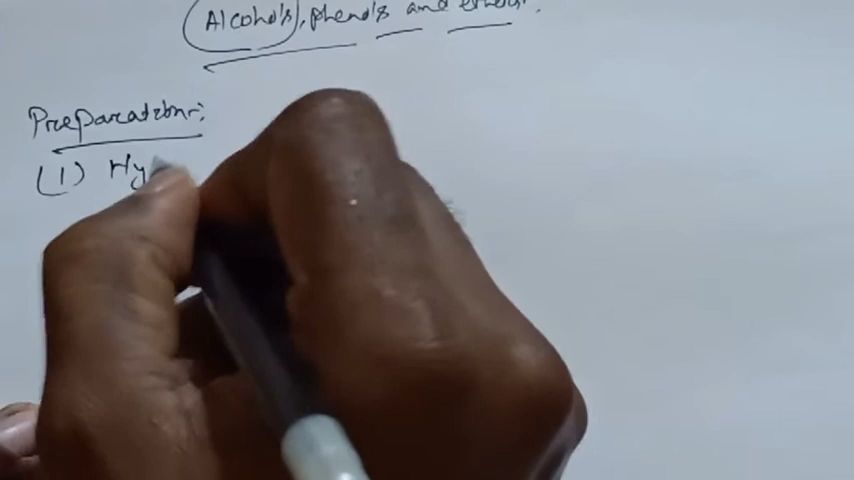 Alcohols, phenols and ethers.
Preparation:
(1) Hy